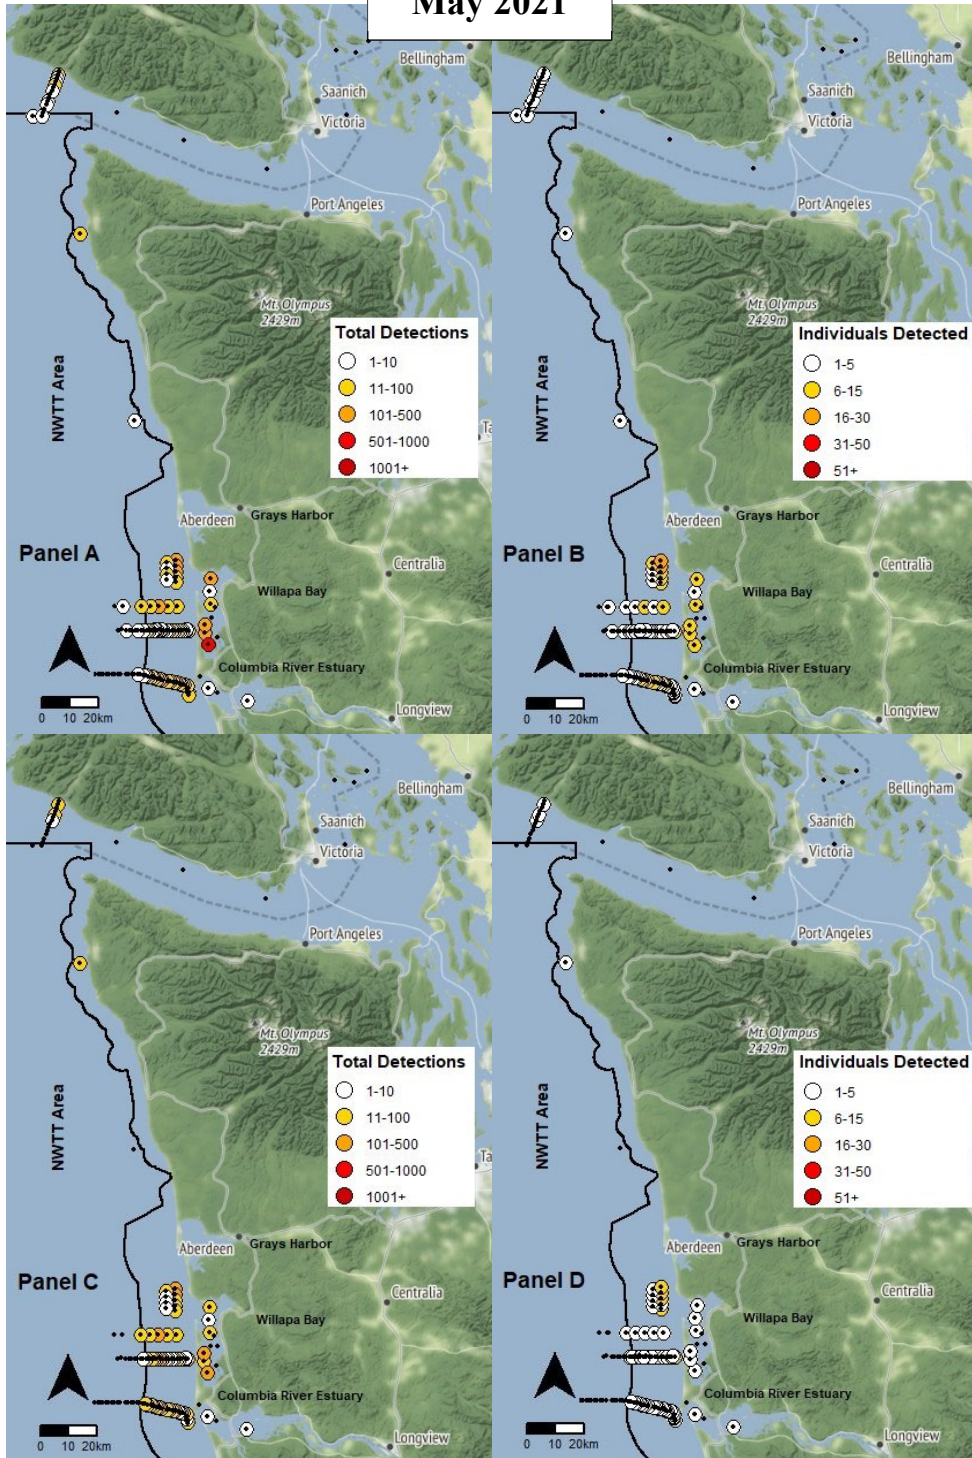 May 2021
Bellingham
Saanich
Victoria
Port Angeles
Mt. Olympus
2429m
Total Detections
1-10
11-100
101-500
501-1000
1001+
NWTT Area
Ta
Aberdeen
Grays Harbor
Panel A
Centralia
Willapa Bay
Columbia River Estuary
Longview
0 10 20km
Bellingham
Saanich
Victoria
Port Angeles
Mt. Olympus
2429m
Individuals Detected
1-5
6-15
16-30
31-50
51+
NWTT Area
Aberdeen
Grays Harbor
Panel B
Centralia
Willapa Bay
Columbia River Estuary
Longview
0 10 20km
Bellingham
Saanich
Victoria
Port Angeles
Mt. Olympus
2429m
Total Detections
1-10
11-100
101-500
501-1000
1001+
NWTT Area
Ta
Aberdeen
Grays Harbor
Panel C
Centralia
Willapa Bay
Columbia River Estuary
Longview
0 10 20km
Bellingham
Saanich
Victoria
Port Angeles
Mt. Olympus
2429m
Individuals Detected
1-5
6-15
16-30
31-50
51+
NWTT Area
Aberdeen
Grays Harbor
Panel D
Centralia
Willapa Bay
Columbia River Estuary
Longview
0 10 20km